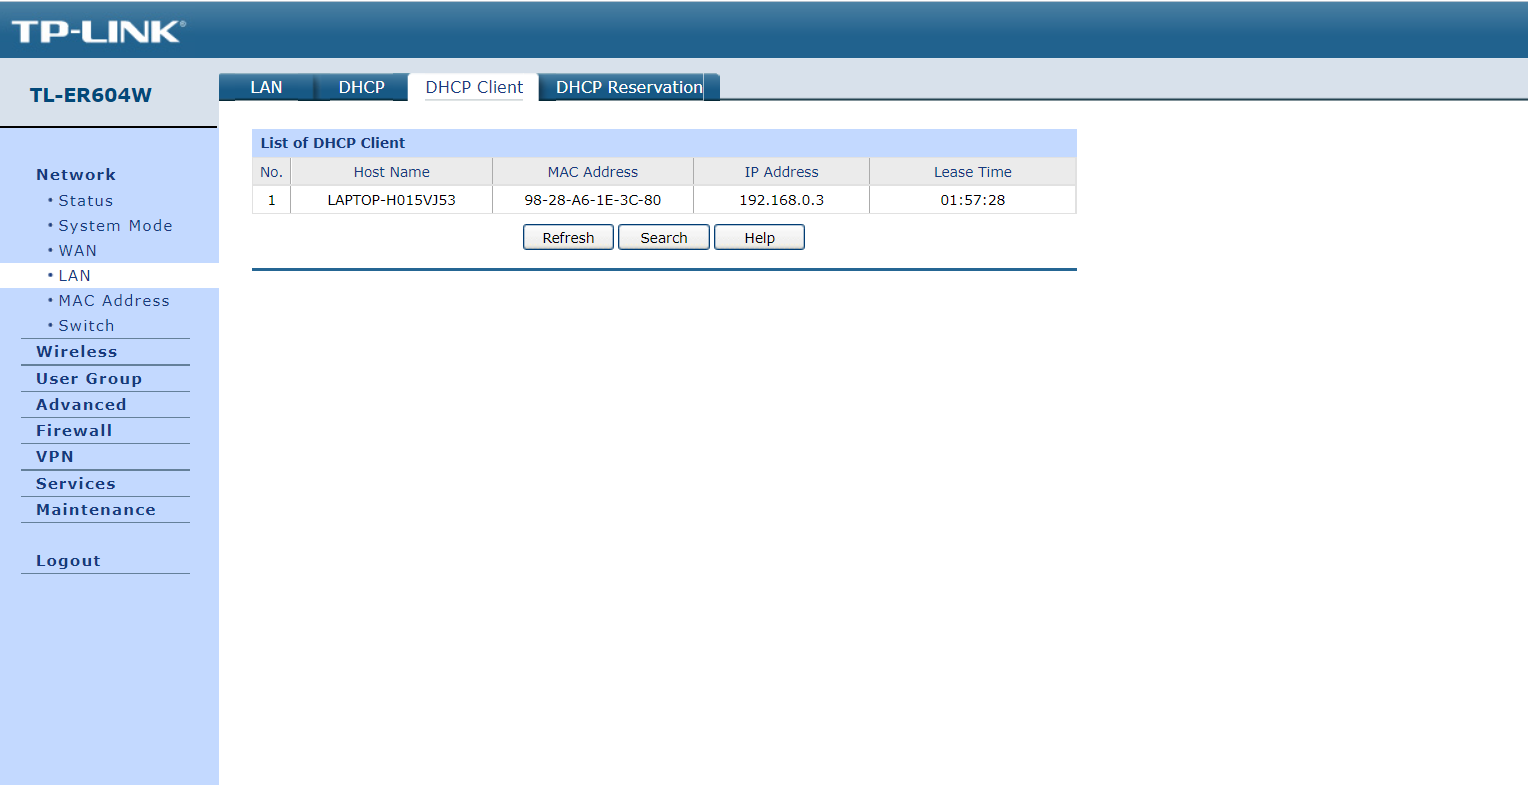 TP-LINK®
TL-ER604W
LAN DHCP DHCP Client DHCP Reservation
Network
• Status
• System Mode
• WAN
• LAN
• MAC Address
• Switch
Wireless
User Group
Advanced
Firewall
VPN
Services
Maintenance
Logout
List of DHCP Client
No. Host Name MAC Address IP Address Lease Time
1 LAPTOP-H015VJ53 98-28-A6-1E-3C-80 192.168.0.3 01:57:28
Refresh Search Help